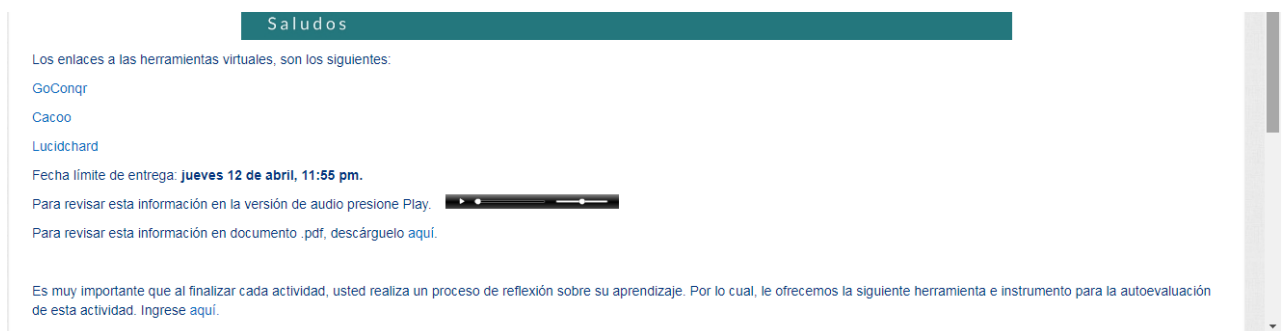 Saludos
Los enlaces a las herramientas virtuales, son los siguientes:
GoConqr
Cacoo
Lucidchard
Fecha límite de entrega: jueves 12 de abril, 11:55 pm.
Para revisar esta información en la versión de audio presione Play.
Para revisar esta información en documento .pdf, descárguelo aquí.
Es muy importante que al finalizar cada actividad, usted realiza un proceso de reflexión sobre su aprendizaje. Por lo cual, le ofrecemos la siguiente herramienta e instrumento para la autoevaluación
de esta actividad. Ingrese aquí.